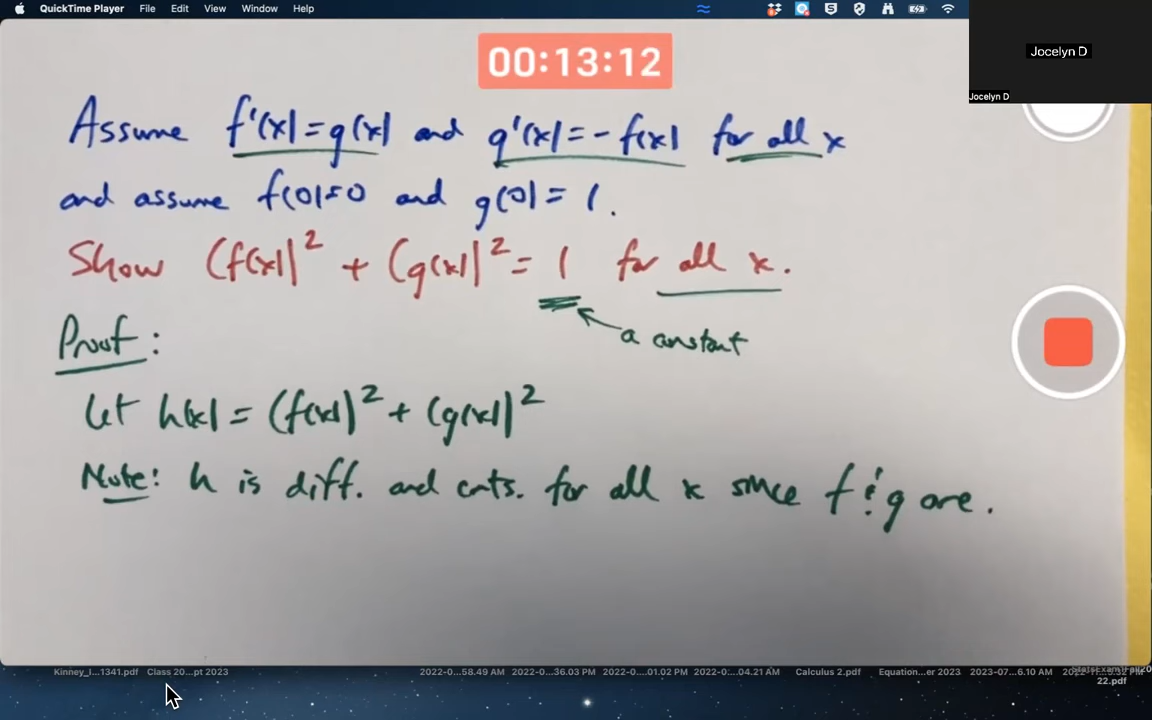 QuickTime Player File Edit View Window Help
00:13:12
Jocelyn D
Jocelyn D
Assume f'(x)=g(x) and g'(x)=-f(x) for all x
and assume f(0)=0 and g(0)=1.
Show (f(x))² + (g(x))² = 1 for all x.
a constant
Proof:
Let h(x) = (f(x))² + (g(x))²
Note: h is diff. and cnts. for all x since f & g are.
Kinney_I...1341.pdf Class 20...pt 2023 2022-0...58.49 AM 2022-0...36.03 PM 2022-0....01.02 PM 2022-0...04.21 AM Calculus 2.pdf Equation...er 2023 2023-07...6.10 AM
22.pdf